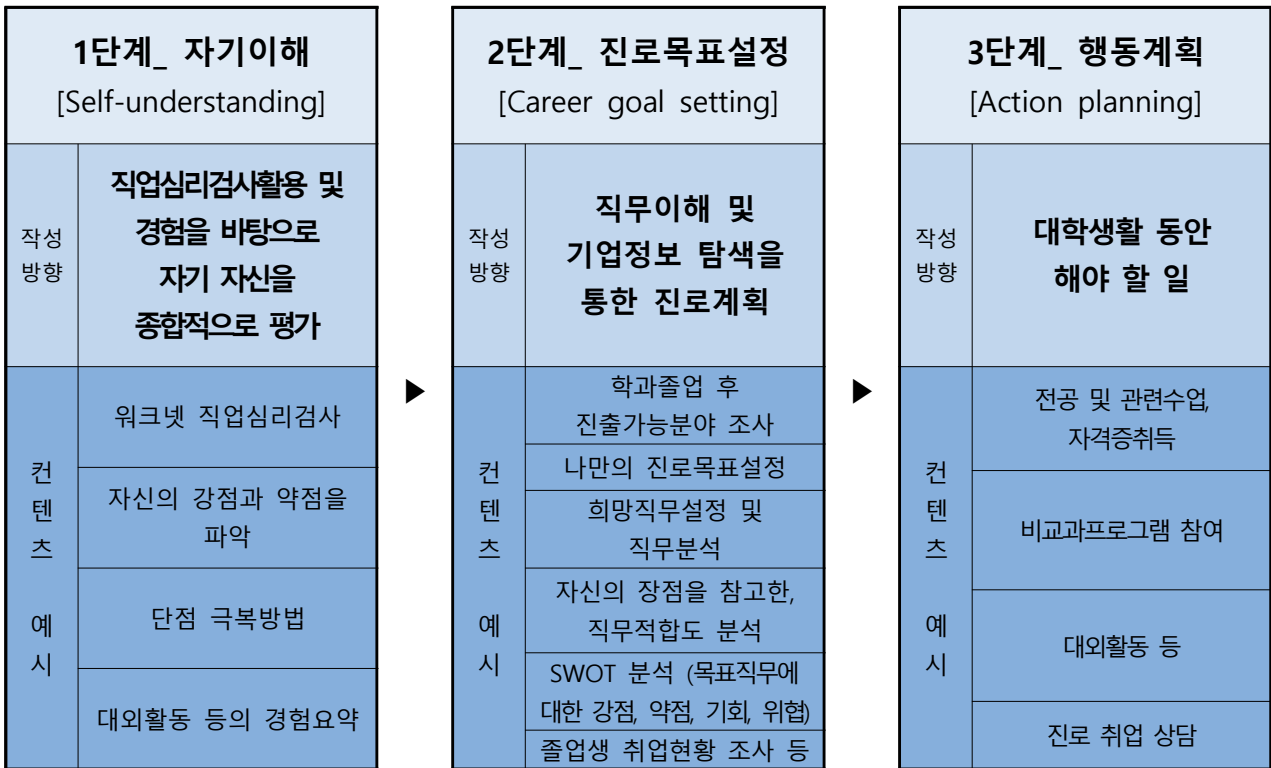 1단계_ 자기이해
[Self-understanding]
작성
방향
직업심리검사활용 및
경험을 바탕으로
자기 자신을
종합적으로 평가
컨
텐
츠
예
시
워크넷 직업심리검사
자신의 강점과 약점을
파악
단점 극복방법
대외활동 등의 경험요약
▶
2단계_ 진로목표설정
[Career goal setting]
작성
방향
직무이해 및
기업정보 탐색을
통한 진로계획
컨
텐
츠
예
시
학과졸업 후
진출가능분야 조사
나만의 진로목표설정
희망직무설정 및
직무분석
자신의 장점을 참고한,
직무적합도 분석
SWOT 분석 (목표직무에
대한 강점, 약점, 기회, 위협)
졸업생 취업현황 조사 등
▶
3단계_ 행동계획
[Action planning]
작성
방향
대학생활 동안
해야 할 일
컨
텐
츠
예
시
전공 및 관련수업,
자격증취득
비교과프로그램 참여
대외활동 등
진로 취업 상담